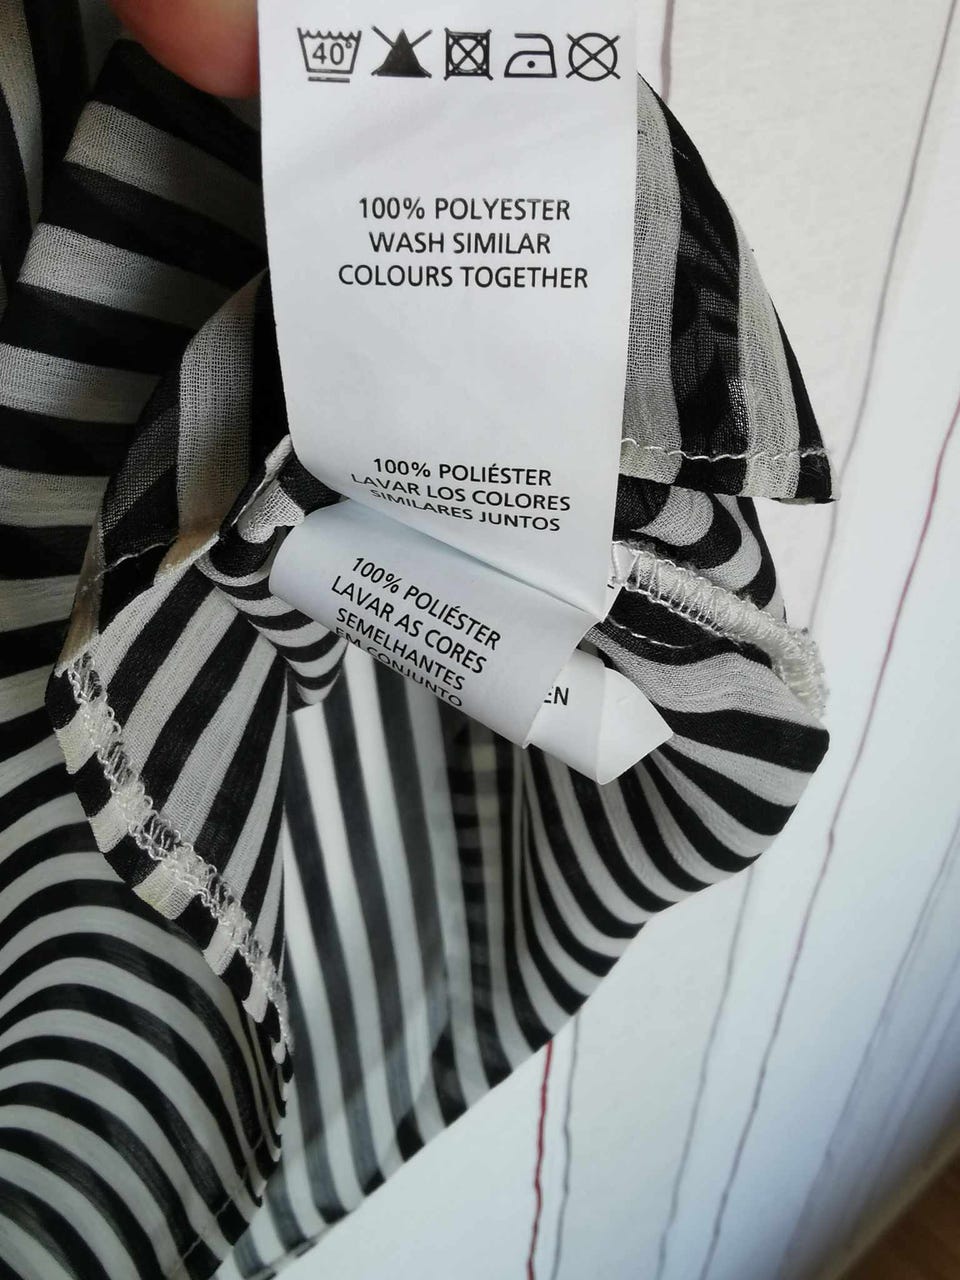 40°
100% POLYESTER
WASH SIMILAR
COLOURS TOGETHER
100% POLIÉSTER
LAVAR LOS COLORES
SIMILARES JUNTOS
100% POLIÉSTER
LAVAR AS CORES
SEMELHANTES
EM CONJUNTO
EN